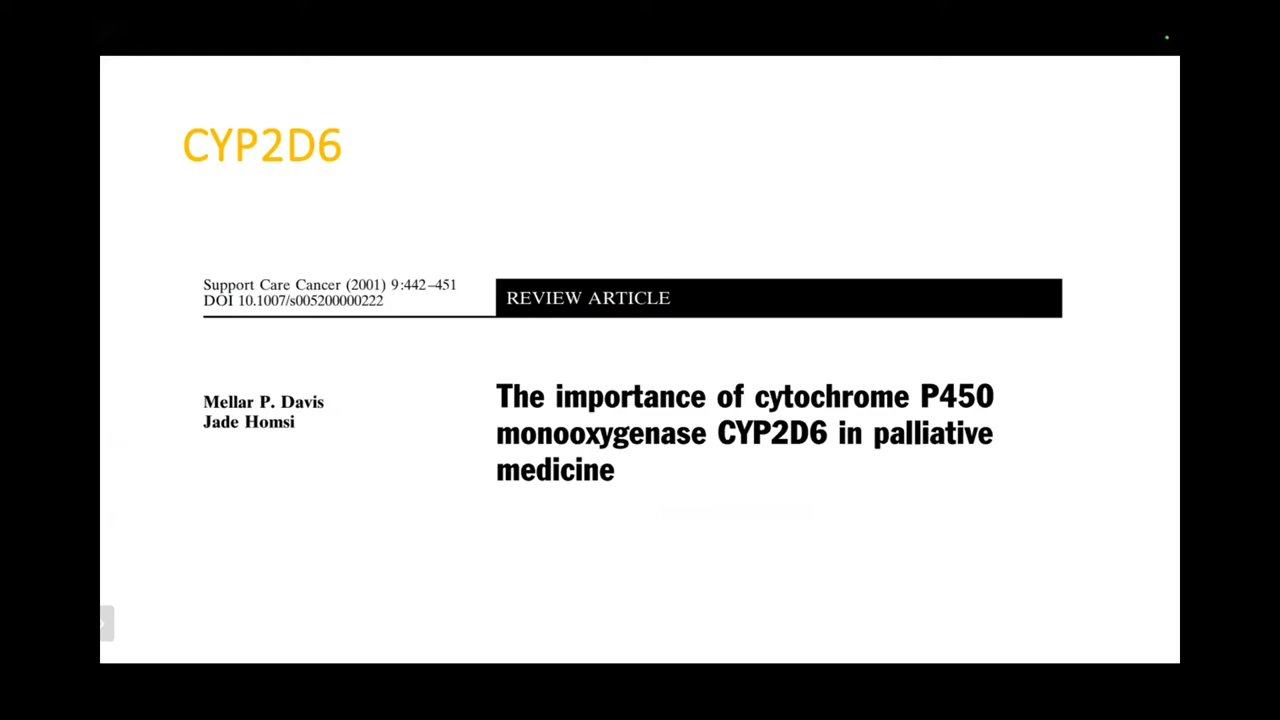 CYP2D6
Support Care Cancer (2001) 9:442–451
DOI 10.1007/s005200000222
REVIEW ARTICLE
Mellar P. Davis
Jade Homsi
The importance of cytochrome P450
monooxygenase CYP2D6 in palliative
medicine